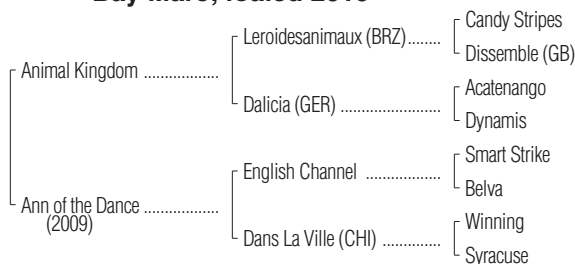 Bay Mare, foaled
Candy Stripes
Leroidesanimaux (BRZ)........
Dissemble (GB)
Animal Kingdom ..................
Acatenango
Dalicia (GER) ........................
Dynamis
Smart Strike
English Channel ..................
Belva
Ann of the Dance ..................
(2009)
Winning
Dans La Ville (CHI) ...............
Syracuse